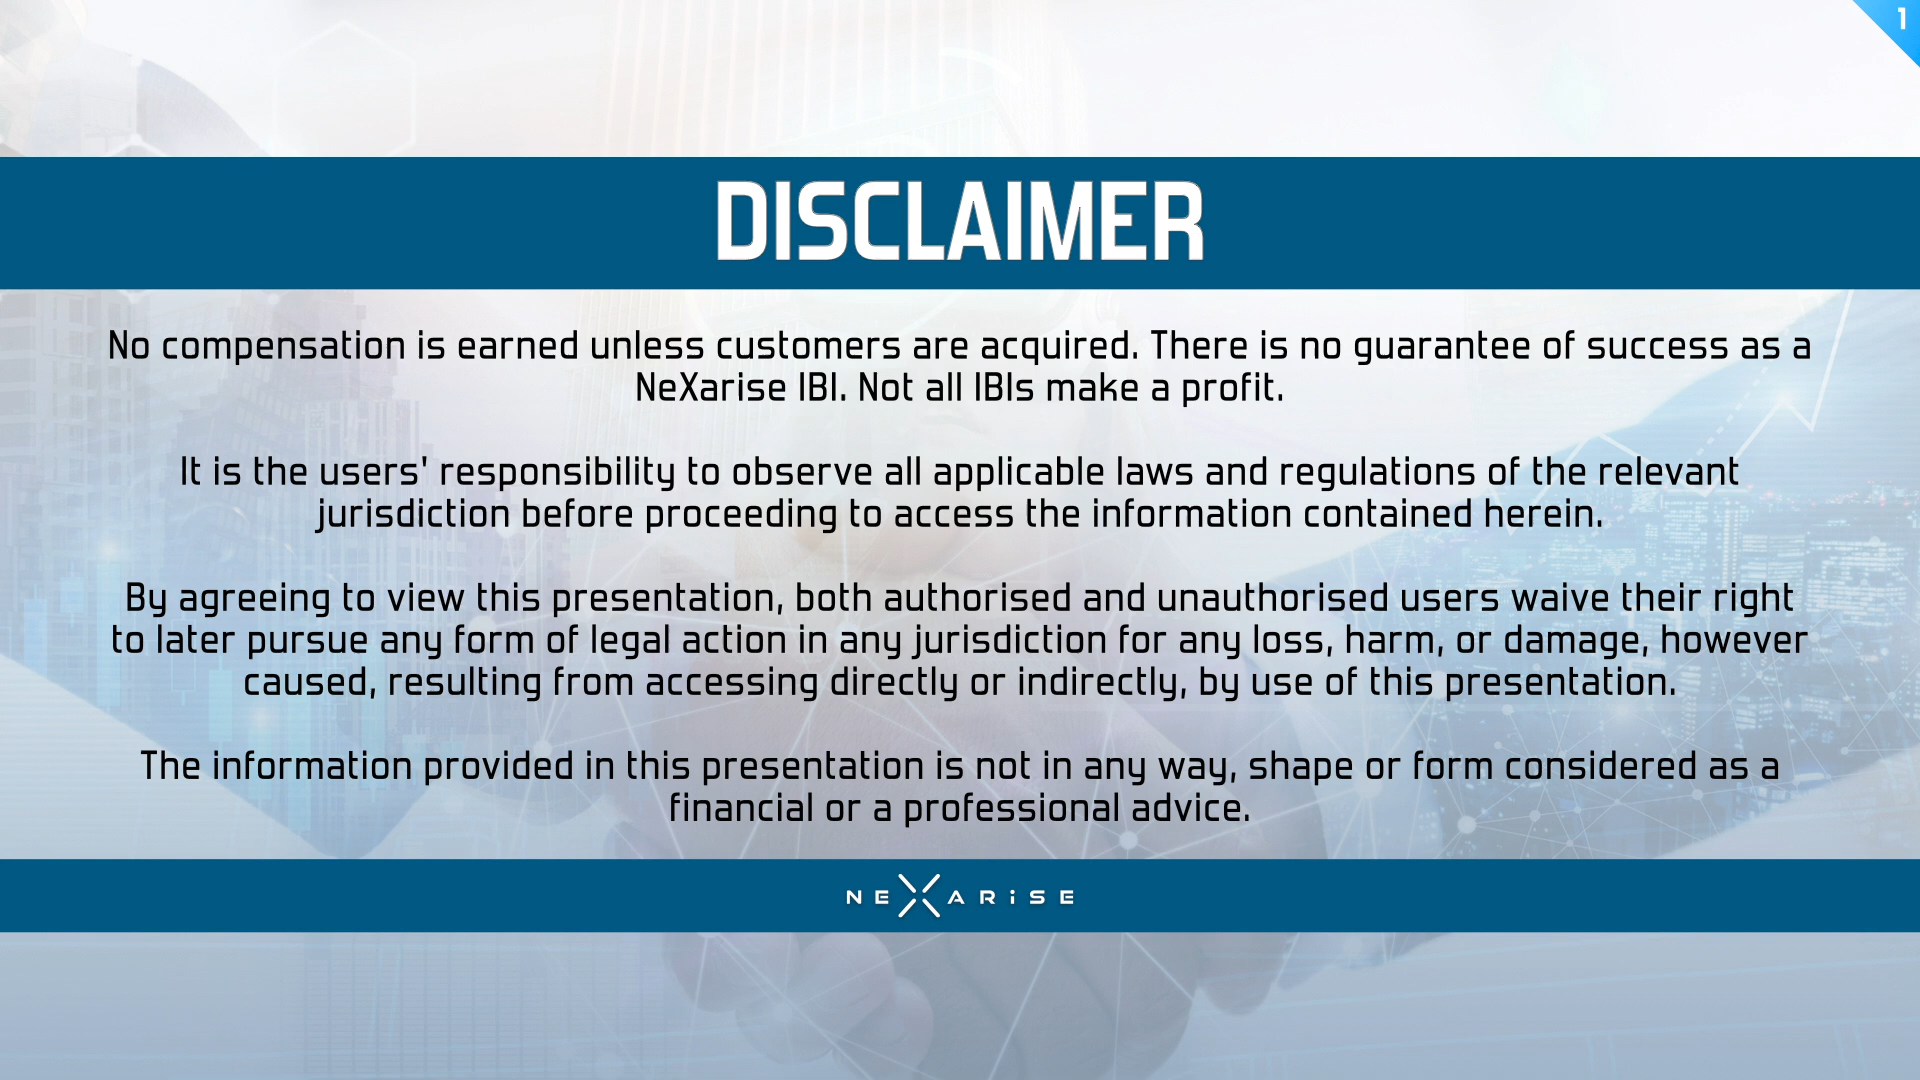 1
DISCLAIMER
No compensation is earned unless customers are acquired. There is no guarantee of success as a
NeXarise IBI. Not all IBIs make a profit.
It is the users' responsibility to observe all applicable laws and regulations of the relevant
jurisdiction before proceeding to access the information contained herein.
By agreeing to view this presentation, both authorised and unauthorised users waive their right
to later pursue any form of legal action in any jurisdiction for any loss, harm, or damage, however
caused, resulting from accessing directly or indirectly, by use of this presentation.
The information provided in this presentation is not in any way, shape or form considered as a
financial or a professional advice.
NEXARiSE